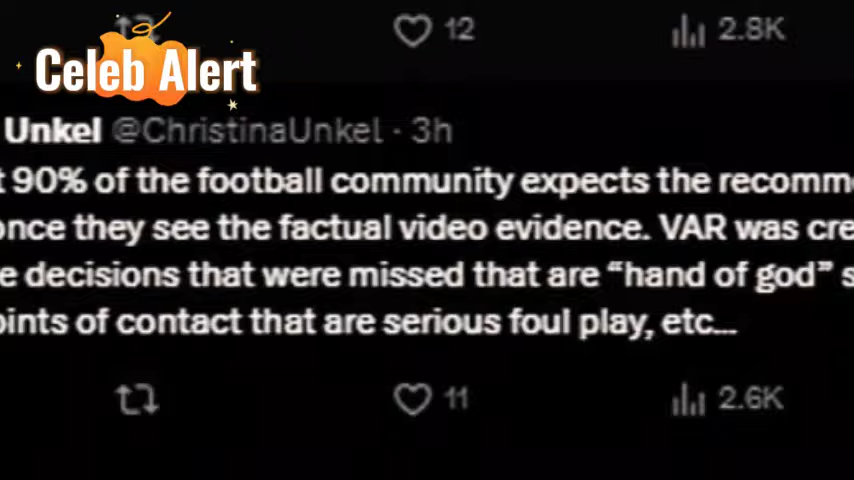 12 2.8K
Celeb Alert
Unkel @ChristinaUnkel · 3h
t 90% of the football community expects the recomm
once they see the factual video evidence. VAR was cre
e decisions that were missed that are “hand of god” s
oints of contact that are serious foul play, etc...
11 2.6K